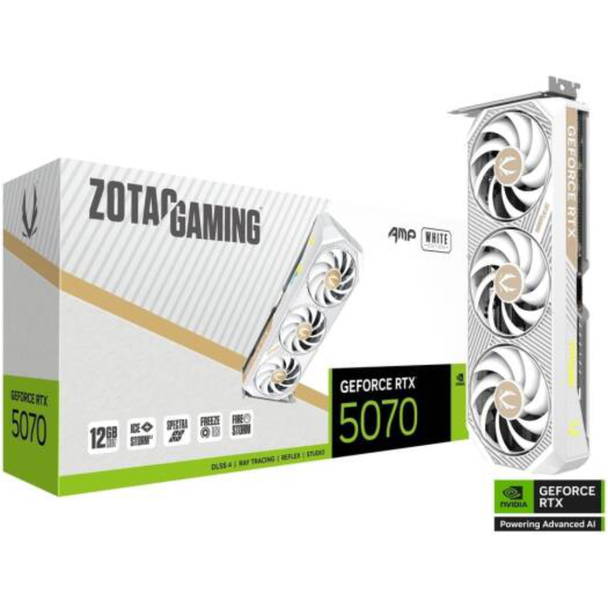 ZOTAC GAMING
AMP
WHITE
EDITION
GEFORCE RTX
5070
GEFORCE RTX
5070
12GB
ICE
STORM
SPECTRA
FREEZE
FIRE
STORM
DLSS 4 | RAY TRACING | REFLEX | STUDIO
GEFORCE RTX
NVIDIA
GEFORCE
RTX
Powering Advanced AI